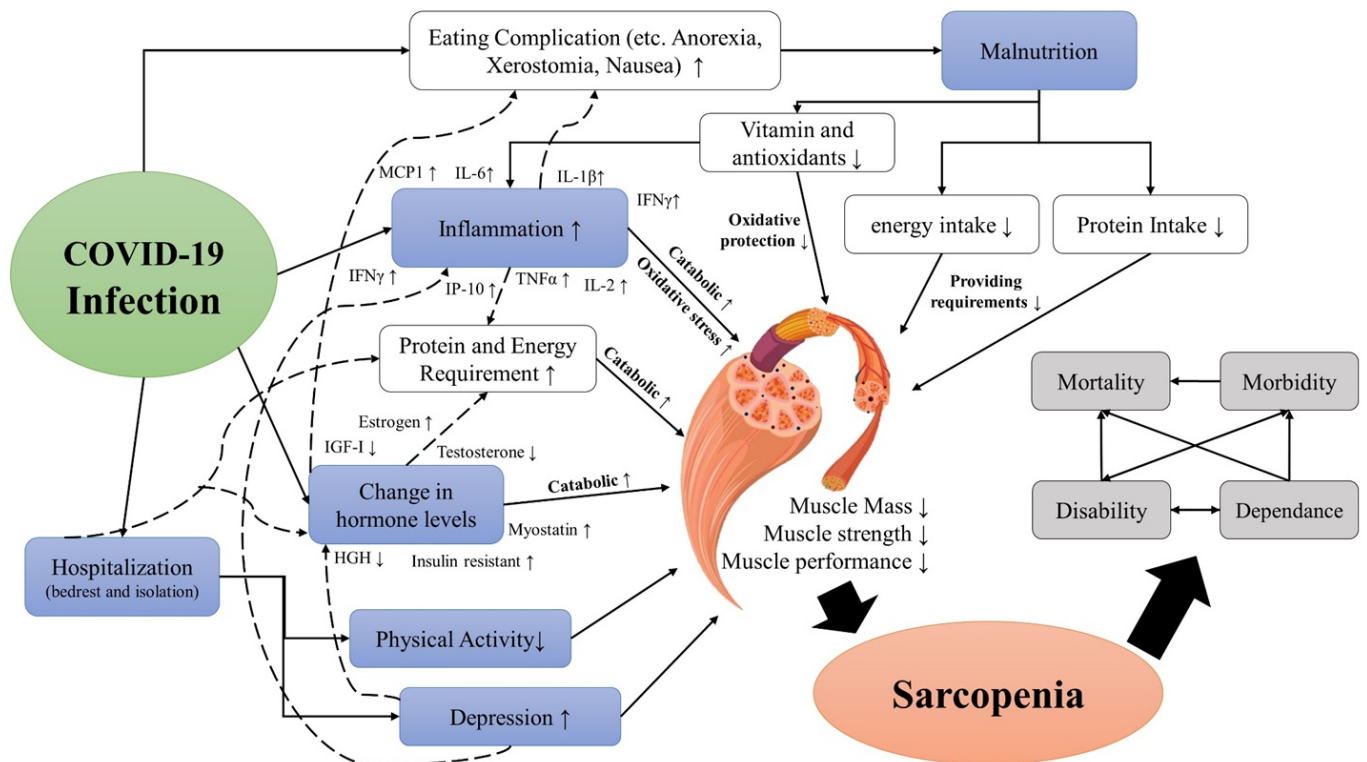 Eating Complication (etc. Anorexia,
Xerostomia, Nausea) ↑
Malnutrition
Vitamin and
antioxidants ↓
MCP1 ↑
IL-6↑
IL-1β↑
IFNγ↑
Inflammation ↑
Oxidative
protection ↓
energy intake ↓
Protein Intake ↓
COVID-19
Infection
IFNγ ↑
IP-10 ↑
TNFα ↑
IL-2 ↑
Catabolic ↑
Oxidative stress ↑
Providing
requirements ↓
Protein and Energy
Requirement ↑
Catabolic ↑
Mortality
Morbidity
Estrogen ↑
IGF-I ↓
Testosterone ↓
Change in
hormone levels
Catabolic ↑
Myostatin ↑
HGH ↓
Insulin resistant ↑
Muscle Mass ↓
Muscle strength ↓
Muscle performance ↓
Disability
Dependance
Hospitalization
(bedrest and isolation)
Physical Activity↓
Depression ↑
Sarcopenia